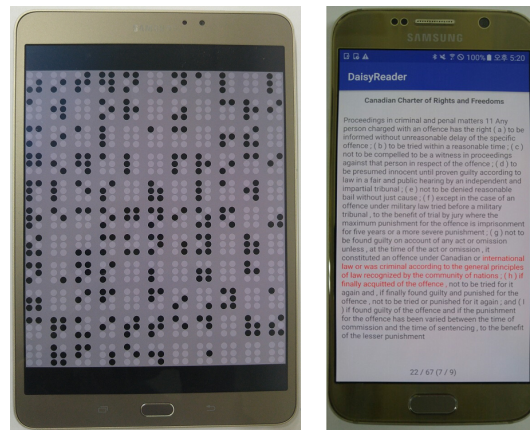 SAMSUNG
SAMSUNG
100% 오후 5:20
DaisyReader
Canadian Charter of Rights and Freedoms
Proceedings in criminal and penal matters 11 Any
person charged with an offence has the right ( a ) to be
informed without unreasonable delay of the specific
offence ; ( b ) to be tried within a reasonable time ; ( c )
not to be compelled to be a witness in proceedings
against that person in respect of the offence ; ( d ) to
be presumed innocent until proven guilty according to
law in a fair and public hearing by an independent and
impartial tribunal ; ( e ) not to be denied reasonable
bail without just cause ; ( f ) except in the case of an
offence under military law tried before a military
tribunal , to the benefit of trial by jury where the
maximum punishment for the offence is imprisonment
for five years or a more severe punishment ; ( g ) not
to be found guilty on account of any act or omission
unless , at the time of the act or omission , it
constituted an offence under Canadian or international
law or was criminal according to the general principles
of law recognized by the community of nations ; ( h ) if
finally acquitted of the offence , not to be tried for it
again and , if finally found guilty and punished for the
offence , not to be tried or punished for it again ; and ( i
) if found guilty of the offence and if the punishment
for the offence has been varied between the time of
commission and the time of sentencing , to the benefit
of the lesser punishment
22 / 67 (7 / 9)